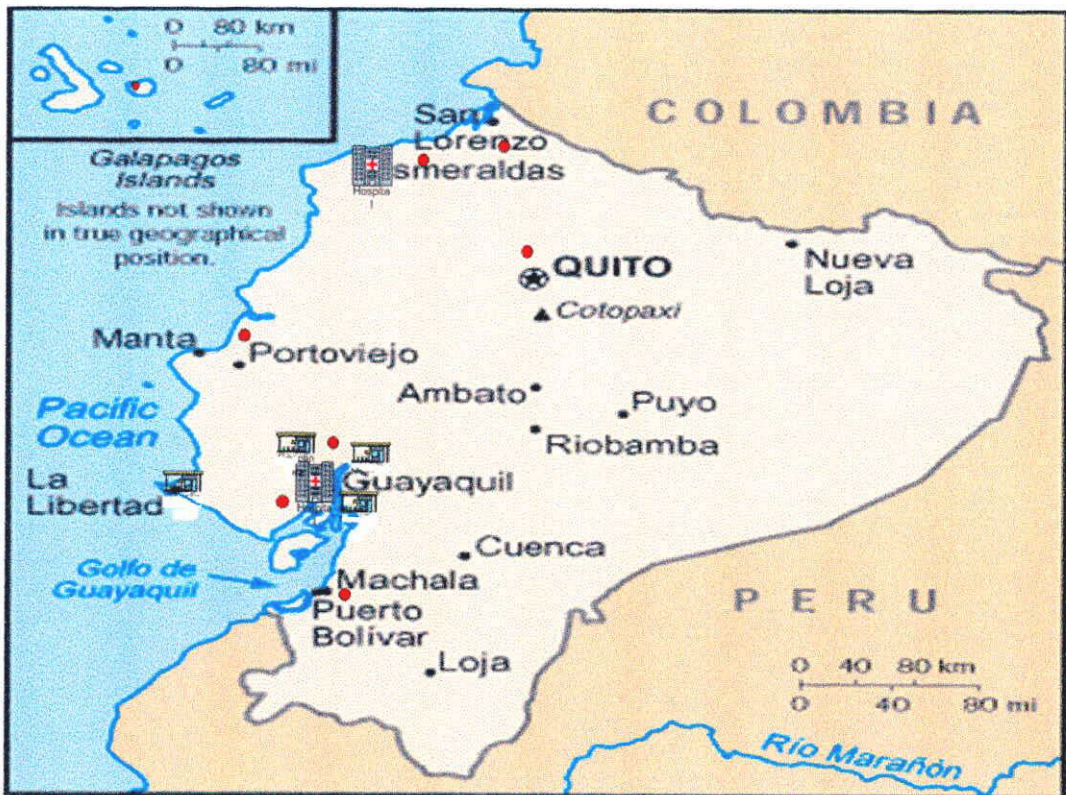 0 80 km
0 80 mi
Galapagos
Islands
Islands not shown
in true geographical
position.
COLOMBIA
San
Lorenzo
smeraldas
Hospita
l
QUITO
Cotopaxi
Nueva
Loja
Manta
Portoviejo
Ambato
Puyo
Riobamba
Pacific
Ocean
La
Libertad
Guayaquil
Golfo de
Guayaquil
Cuenca
Machala
Puerto
Bolívar
Loja
PERU
0 40 80 km
0 40 80 mi
Río Marañón